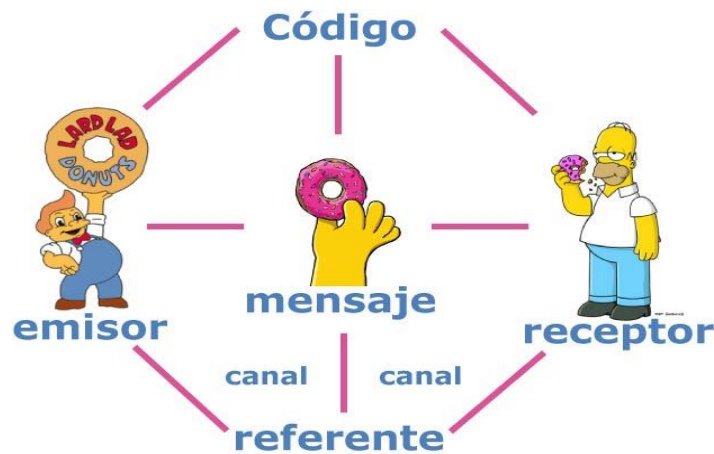 Código
LARD LAD
DONUTS
emisor
mensaje
receptor
canal canal
referente